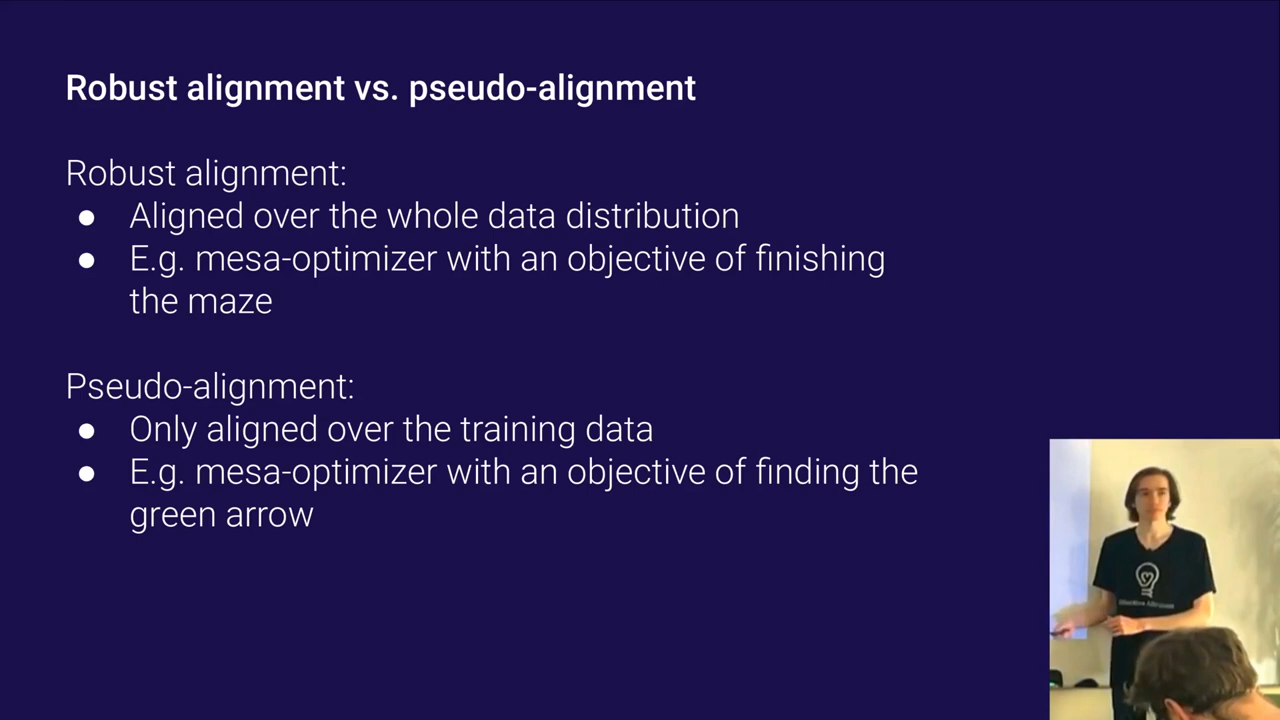 Robust alignment vs. pseudo-alignment
Robust alignment:
● Aligned over the whole data distribution
● E.g. mesa-optimizer with an objective of finishing
the maze
Pseudo-alignment:
● Only aligned over the training data
● E.g. mesa-optimizer with an objective of finding the
green arrow